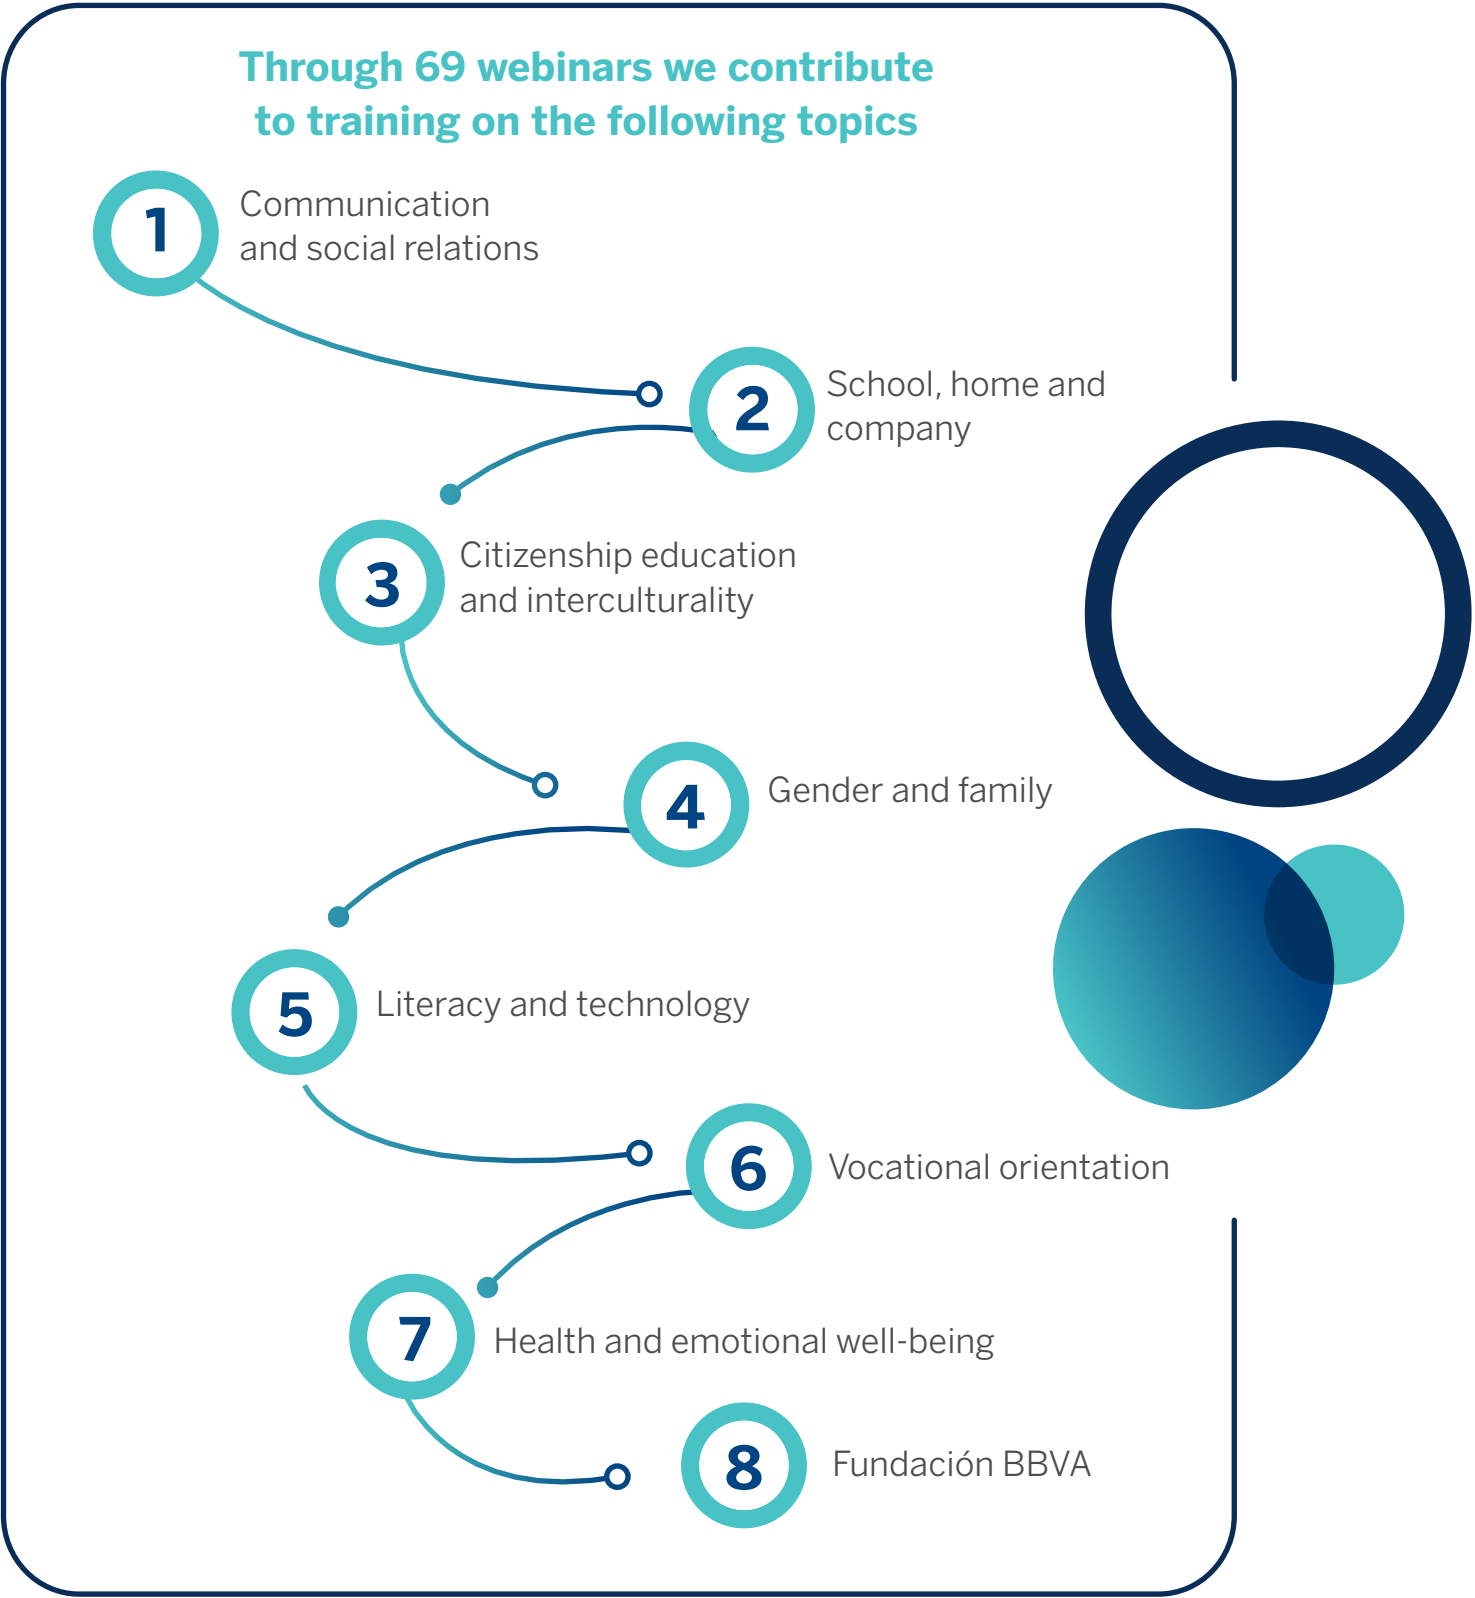 Through 69 webinars we contribute
to training on the following topics
1
Communication
and social relations
2
School, home and
company
3
Citizenship education
and interculturality
4
Gender and family
5
Literacy and technology
6
Vocational orientation
7
Health and emotional well-being
8
Fundación BBVA